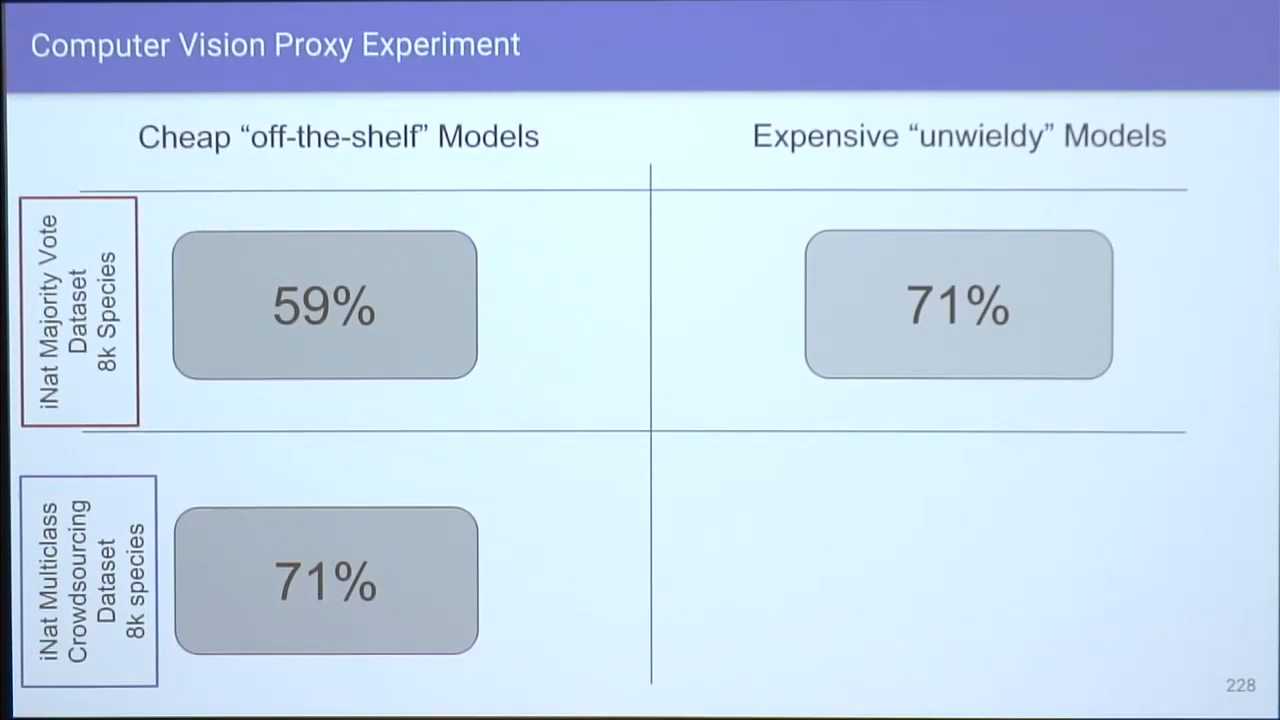 Computer Vision Proxy Experiment
Cheap “off-the-shelf” Models
Expensive “unwieldy” Models
iNat Majority Vote
Dataset
8k Species
59%
71%
iNat Multiclass
Crowdsourcing
Dataset
8k species
71%
228